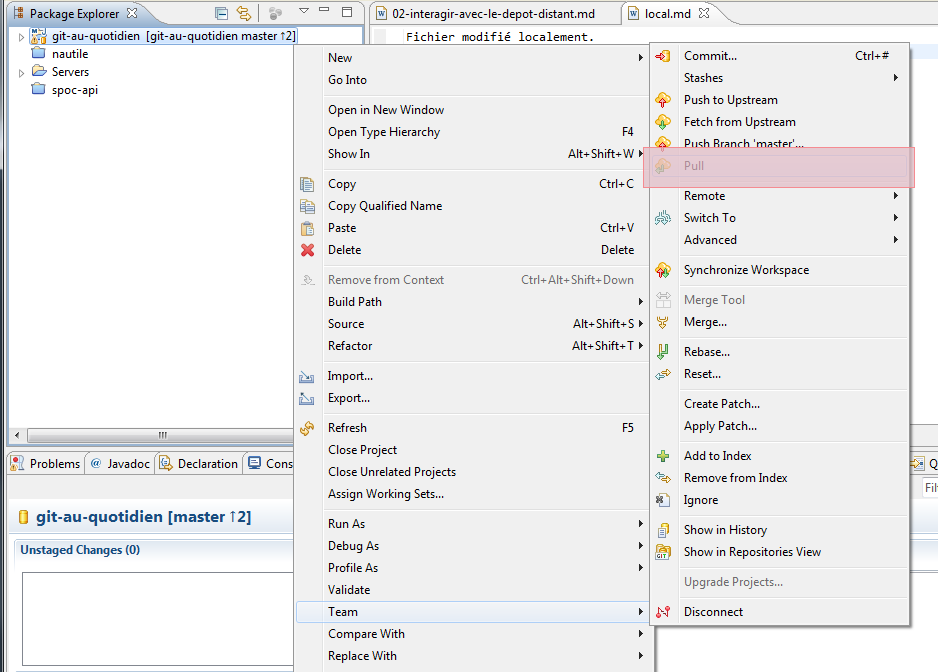 Package Explorer
02-interagir-avec-le-depot-distant.md
local.md
git-au-quotidien [git-au-quotidien master ↑2]
nautile
Servers
spoc-api
Fichier modifié localement.
New
Go Into
Open in New Window
Open Type Hierarchy F4
Show In Alt+Shift+W
Copy Ctrl+C
Copy Qualified Name
Paste Ctrl+V
Delete Delete
Remove from Context Ctrl+Alt+Shift+Down
Build Path
Source Alt+Shift+S
Refactor Alt+Shift+T
Import...
Export...
Refresh F5
Close Project
Close Unrelated Projects
Assign Working Sets...
Run As
Debug As
Profile As
Validate
Team
Compare With
Replace With
Commit... Ctrl+#
Stashes
Push to Upstream
Fetch from Upstream
Push Branch 'master'...
Pull
Remote
Switch To
Advanced
Synchronize Workspace
Merge Tool
Merge...
Rebase...
Reset...
Create Patch...
Apply Patch...
Add to Index
Remove from Index
Ignore
Show in History
Show in Repositories View
Upgrade Projects...
Disconnect
Problems
Javadoc
Declaration
Cons
git-au-quotidien [master ↑2]
Unstaged Changes (0)